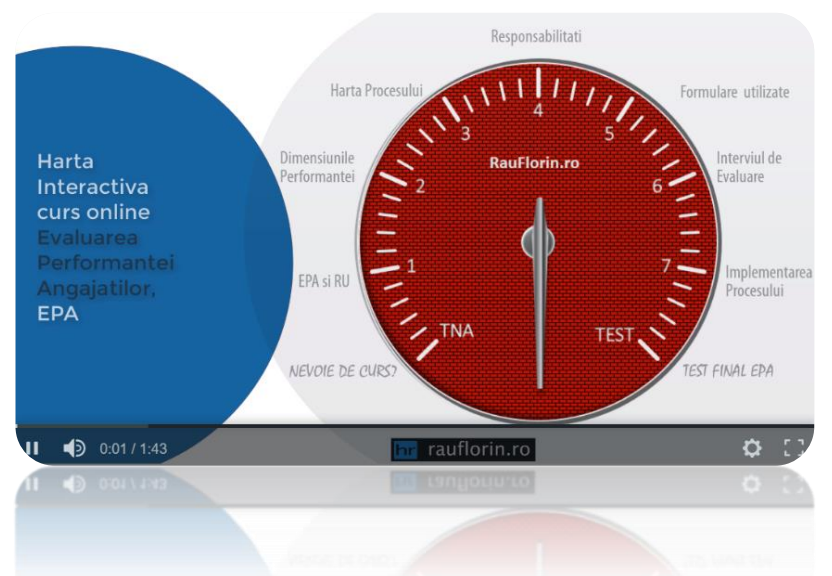 Harta
Interactiva
curs online
Evaluarea
Performantei
Angajatilor,
EPA
Responsabilitati
Harta Procesului
Formulare utilizate
Dimensiunile
Performantei
Interviul de
Evaluare
EPA si RU
Implementarea
Procesului
NEVOIE DE CURS?
TEST FINAL EPA
RauFlorin.ro
TNA
1
2
3
4
5
6
7
TEST
0:01 / 1:43
hr rauflorin.ro